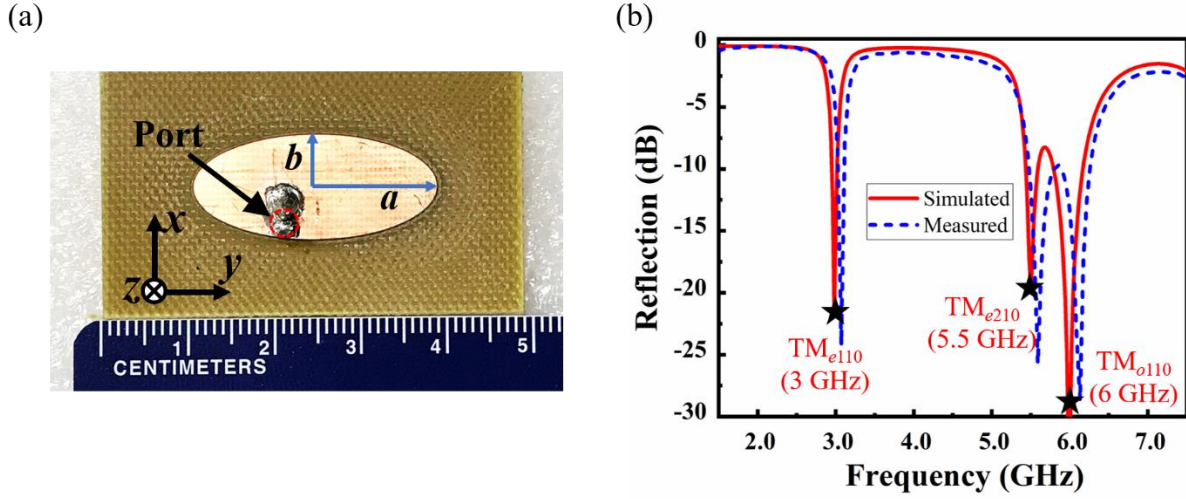 (a)
Port
b
a
x
y
z
1 2 3 4 5
CENTIMETERS
(b)
0
-5
-10
-15
-20
-25
-30
Reflection (dB)
Simulated
Measured
TMe110
(3 GHz)
TMe210
(5.5 GHz)
TMo110
(6 GHz)
2.0 3.0 4.0 5.0 6.0 7.0
Frequency (GHz)